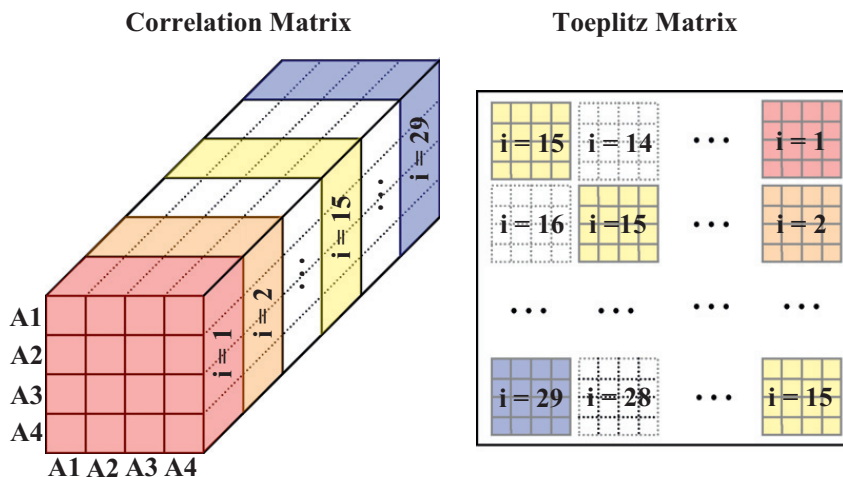 Correlation Matrix
A1
A2
A3
A4
A1 A2 A3 A4
i = 1
i = 2
...
i = 15
...
i = 29
Toeplitz Matrix
i = 15 i = 14 ... i = 1
i = 16 i = 15 ... i = 2
... ... ... ...
i = 29 i = 28 ... i = 15